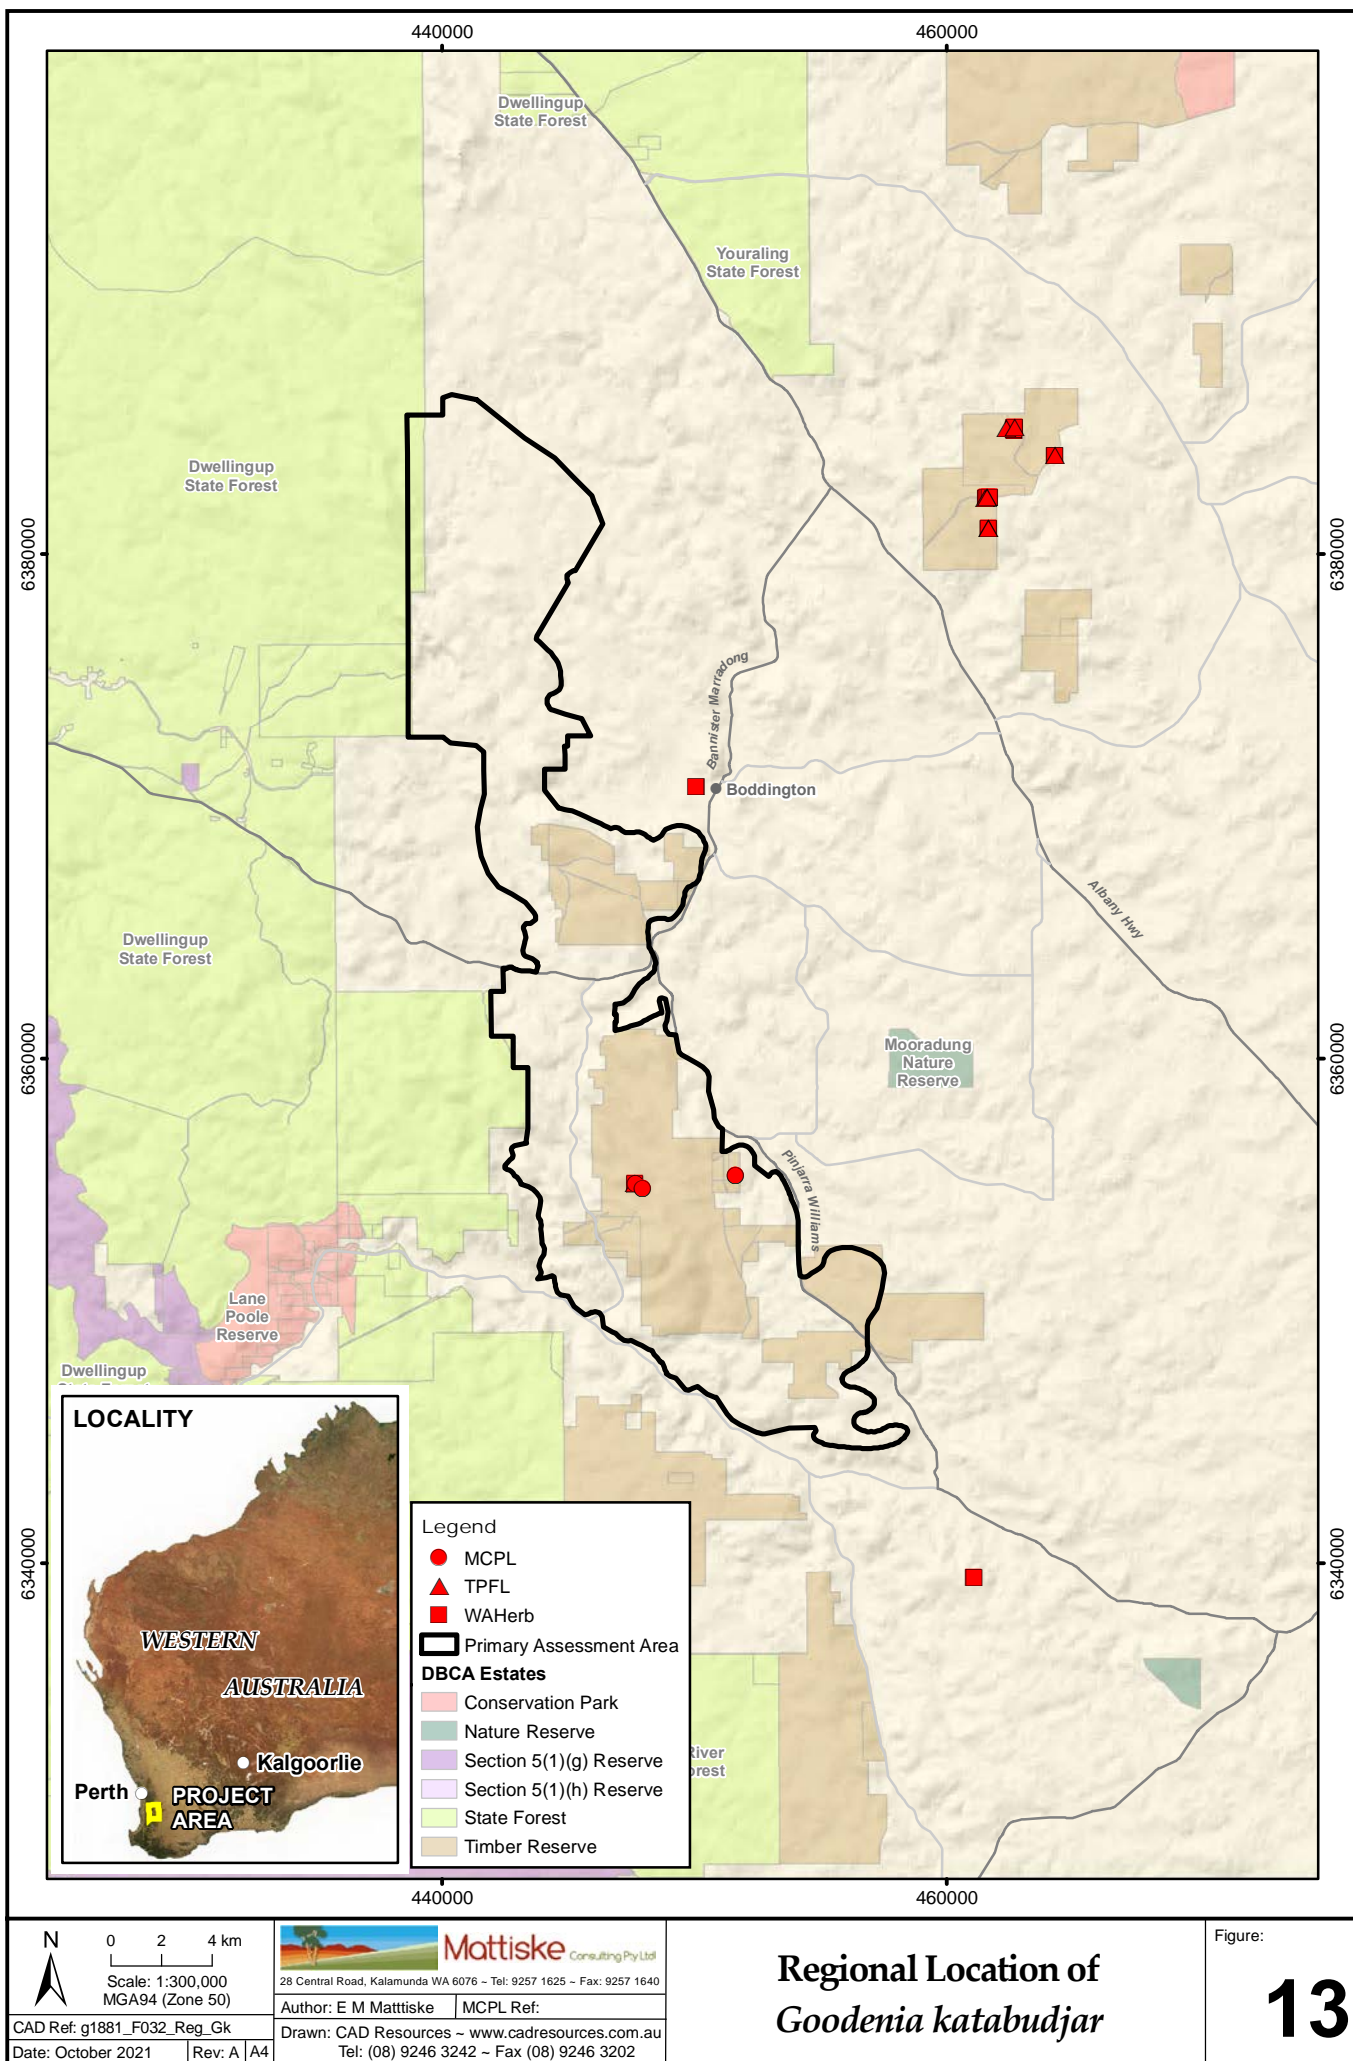 440000
460000
Dwellingup
State Forest
Youraling
State Forest
Dwellingup
State Forest
6380000
6380000
Bannister Marradong
Boddington
Albany Hwy
Dwellingup
State Forest
6360000
6360000
Mooradung
Nature
Reserve
Pinjarra Williams
Lane
Poole
Reserve
Dwellingup
LOCALITY
WESTERN
AUSTRALIA
Kalgoorlie
Perth
PROJECT
AREA
Legend
MCPL
TPFL
WAHerb
Primary Assessment Area
DBCA Estates
Conservation Park
Nature Reserve
Section 5(1)(g) Reserve
Section 5(1)(h) Reserve
State Forest
Timber Reserve
6340000
6340000
River
orest
440000
460000
N
0 2 4 km
Scale: 1:300,000
MGA94 (Zone 50)
CAD Ref: g1881_F032_Reg_Gk
Date: October 2021
Rev: A
A4
Mattiske Consulting Pty Ltd
28 Central Road, Kalamunda WA 6076 ~ Tel: 9257 1625 ~ Fax: 9257 1640
Author: E M Matttiske
MCPL Ref:
Drawn: CAD Resources ~ www.cadresources.com.au
Tel: (08) 9246 3242 ~ Fax (08) 9246 3202
Regional Location of
Goodenia katabudjar
Figure:
13